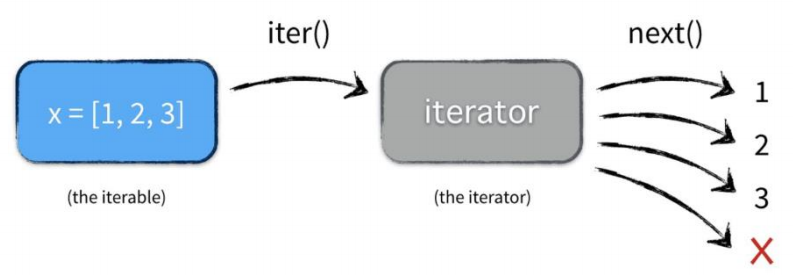 iter()
next()
x = [1, 2, 3]
iterator
1
2
3
X
(the iterable)
(the iterator)